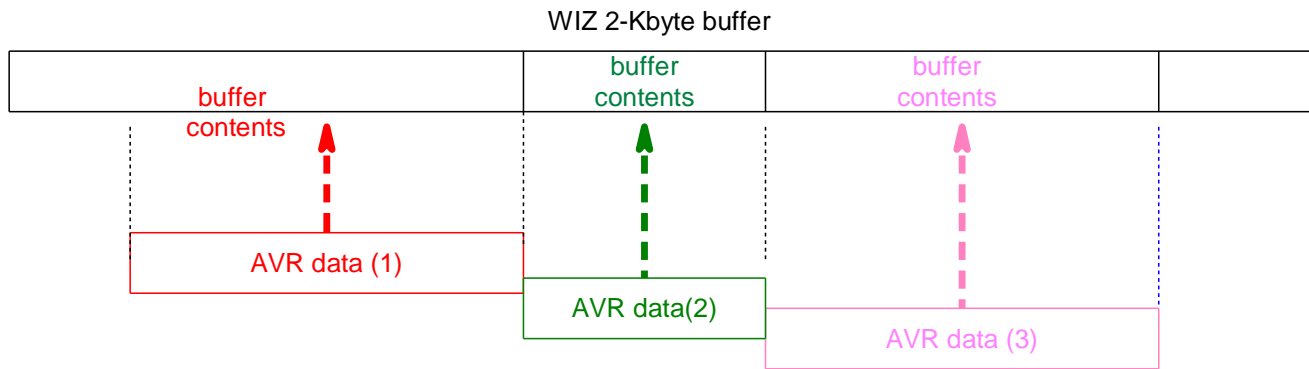 WIZ 2-Kbyte buffer
buffer
contents
buffer
contents
buffer
contents
AVR data (1)
AVR data(2)
AVR data (3)